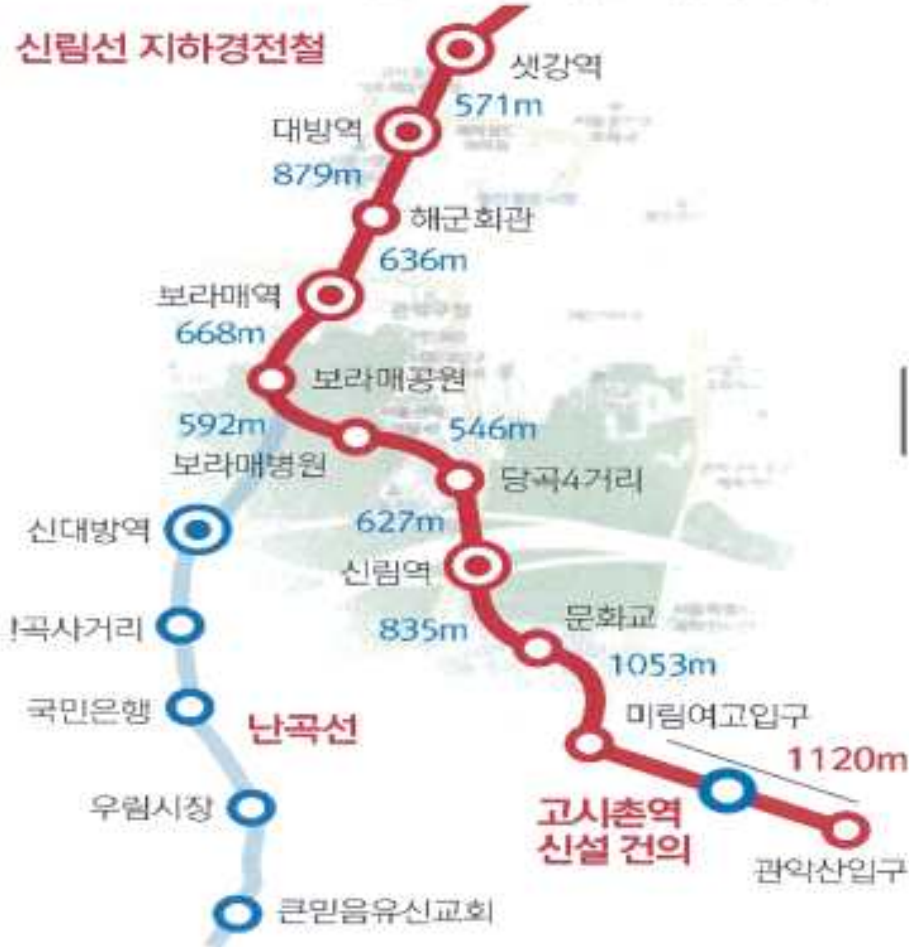 신림선 지하경전철
샛강역
571m
대방역
879m
해군회관
636m
보라매역
668m
보라매공원
592m
546m
보라매병원
당곡4거리
신대방역
627m
신림역
곡사거리
문화교
835m
1053m
국민은행
난곡선
미림여고입구
1120m
우림시장
고시촌역
신설 건의
관악산입구
큰믿음유신교회